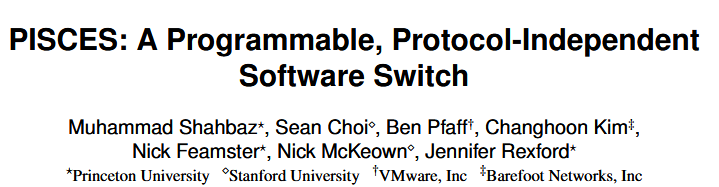 PISCES: A Programmable, Protocol-Independent
Software Switch
Muhammad Shahbaz⋆, Sean Choi⋄, Ben Pfaff†, Changhoon Kim‡,
Nick Feamster⋆, Nick McKeown⋄, Jennifer Rexford⋆
⋆Princeton University ⋄Stanford University †VMware, Inc ‡Barefoot Networks, Inc